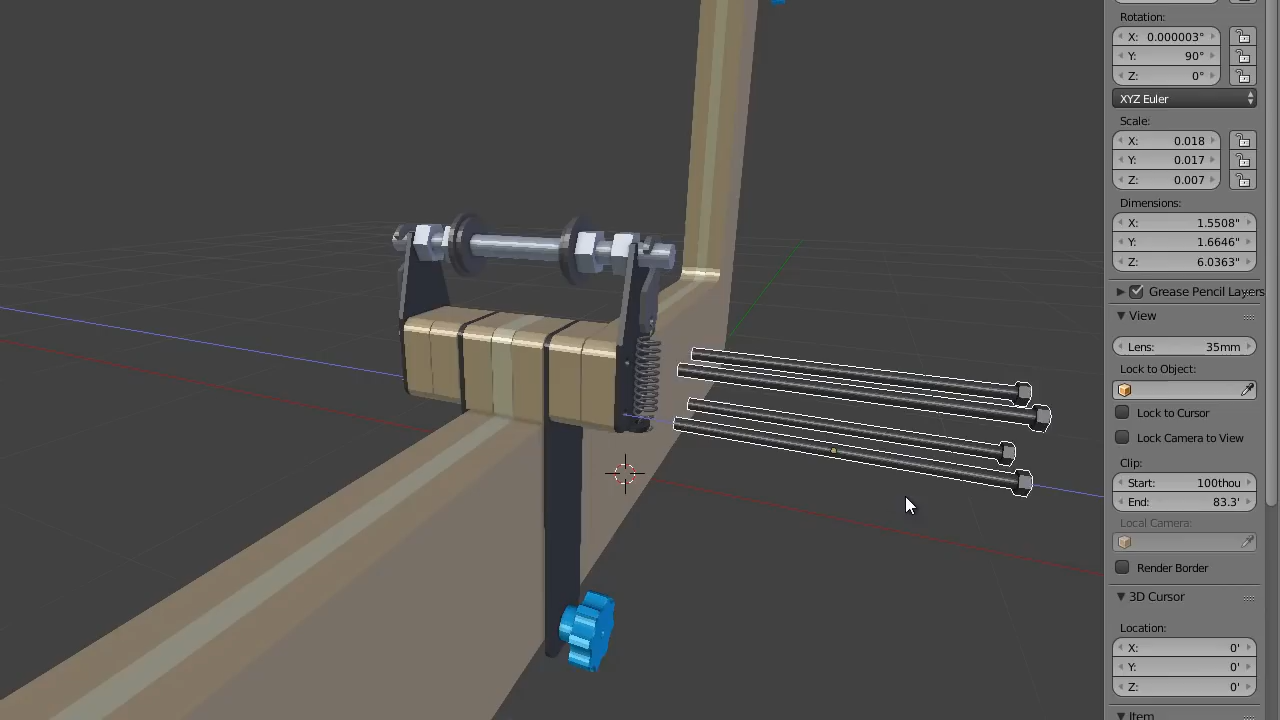 Rotation:
X: 0.000003°
Y: 90°
Z: 0°
XYZ Euler
Scale:
X: 0.018
Y: 0.017
Z: 0.007
Dimensions:
X: 1.5508"
Y: 1.6646"
Z: 6.0363"
Grease Pencil Layers
View
Lens: 35mm
Lock to Object:
Lock to Cursor
Lock Camera to View
Clip:
Start: 100thou
End: 83.3'
Local Camera:
Render Border
3D Cursor
Location:
X: 0'
Y: 0'
Z: 0'
Item